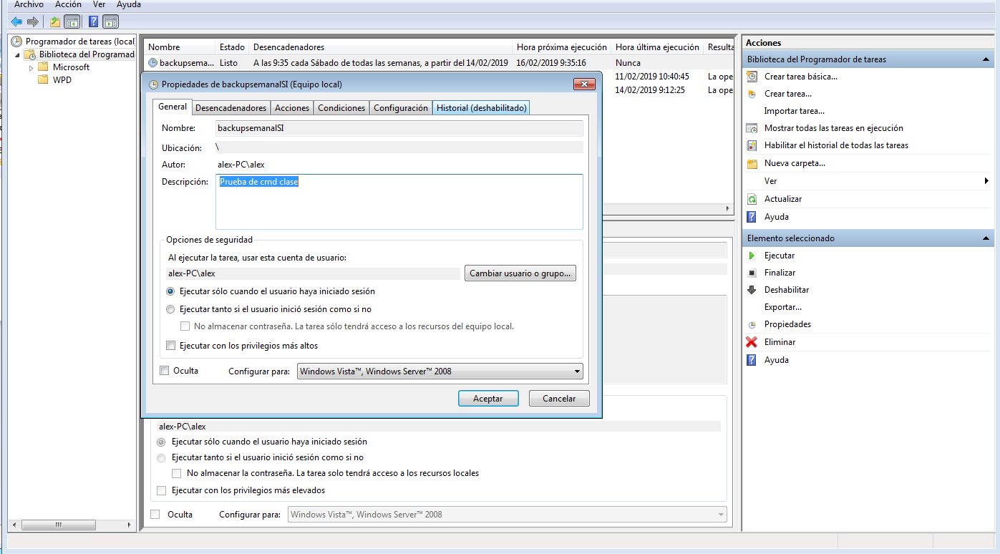 Archivo Acción Ver Ayuda
Programador de tareas (local)
Biblioteca del Programad
Microsoft
WPD
Nombre Estado Desencadenadores Hora próxima ejecución Hora última ejecución Resulta
backupsema... Listo A las 9:35 cada Sábado de todas las semanas, a partir del 14/02/2019 16/02/2019 9:35:16 Nunca
11/02/2019 10:40:45 La ope
14/02/2019 9:12:25 La ope
Propiedades de backupsemanalSI (Equipo local)
General Desencadenadores Acciones Condiciones Configuración Historial (deshabilitado)
Nombre: backupsemanalSI
Ubicación: \
Autor: alex-PC\alex
Descripción: Prueba de cmd clase
Opciones de seguridad
Al ejecutar la tarea, usar esta cuenta de usuario:
alex-PC\alex Cambiar usuario o grupo...
Ejecutar sólo cuando el usuario haya iniciado sesión
Ejecutar tanto si el usuario inició sesión como si no
No almacenar contraseña. La tarea sólo tendrá acceso a los recursos del equipo local.
Ejecutar con los privilegios más altos
Oculta Configurar para: Windows Vista™, Windows Server™ 2008
Aceptar Cancelar
alex-PC\alex
Ejecutar sólo cuando el usuario haya iniciado sesión
Ejecutar tanto si el usuario inició sesión como si no
No almacenar la contraseña. La tarea solo tendrá acceso a los recursos locales
Ejecutar con los privilegios más elevados
Oculta Configurar para: Windows Vista™, Windows Server™ 2008
Acciones
Biblioteca del Programador de tareas
Crear tarea básica...
Crear tarea...
Importar tarea...
Mostrar todas las tareas en ejecución
Habilitar el historial de todas las tareas
Nueva carpeta...
Ver
Actualizar
Ayuda
Elemento seleccionado
Ejecutar
Finalizar
Deshabilitar
Exportar...
Propiedades
Eliminar
Ayuda